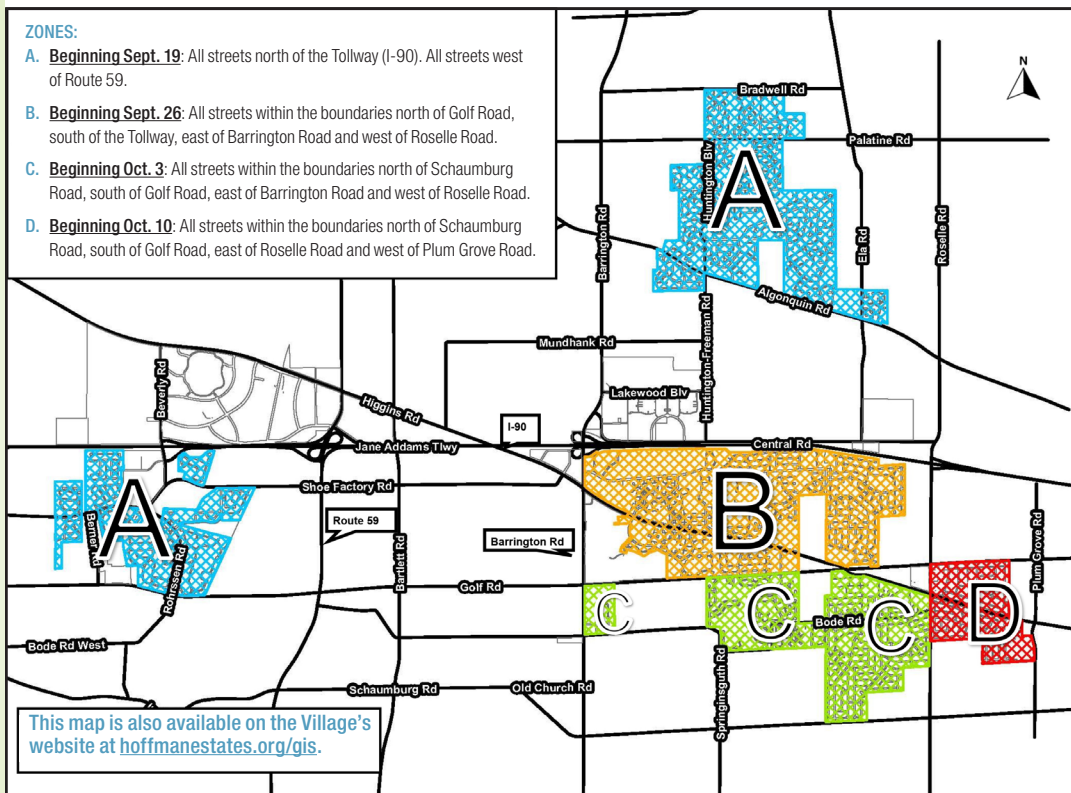 ZONES:
A. Beginning Sept. 19: All streets north of the Tollway (I-90). All streets west
of Route 59.
B. Beginning Sept. 26: All streets within the boundaries north of Golf Road,
south of the Tollway, east of Barrington Road and west of Roselle Road.
C. Beginning Oct. 3: All streets within the boundaries north of Schaumburg
Road, south of Golf Road, east of Barrington Road and west of Roselle Road.
D. Beginning Oct. 10: All streets within the boundaries north of Schaumburg
Road, south of Golf Road, east of Roselle Road and west of Plum Grove Road.
N
Bradwell Rd
Palatine Rd
Huntington Blv
A
Barrington Rd
Ela Rd
Roselle Rd
Algonquin Rd
Mundhank Rd
Huntington-Freeman Rd
Lakewood Blv
Beverly Rd
Higgins Rd
I-90
Jane Addams Tlwy
Central Rd
Shoe Factory Rd
A
B
Route 59
Barrington Rd
Berner Rd
Rohrssen Rd
Bartlett Rd
Plum Grove Rd
Golf Rd
C
C
C
D
Bode Rd
Bode Rd West
Schaumburg Rd
Old Church Rd
Springinsguth Rd
This map is also available on the Village's
website at hoffmanestates.org/gis.